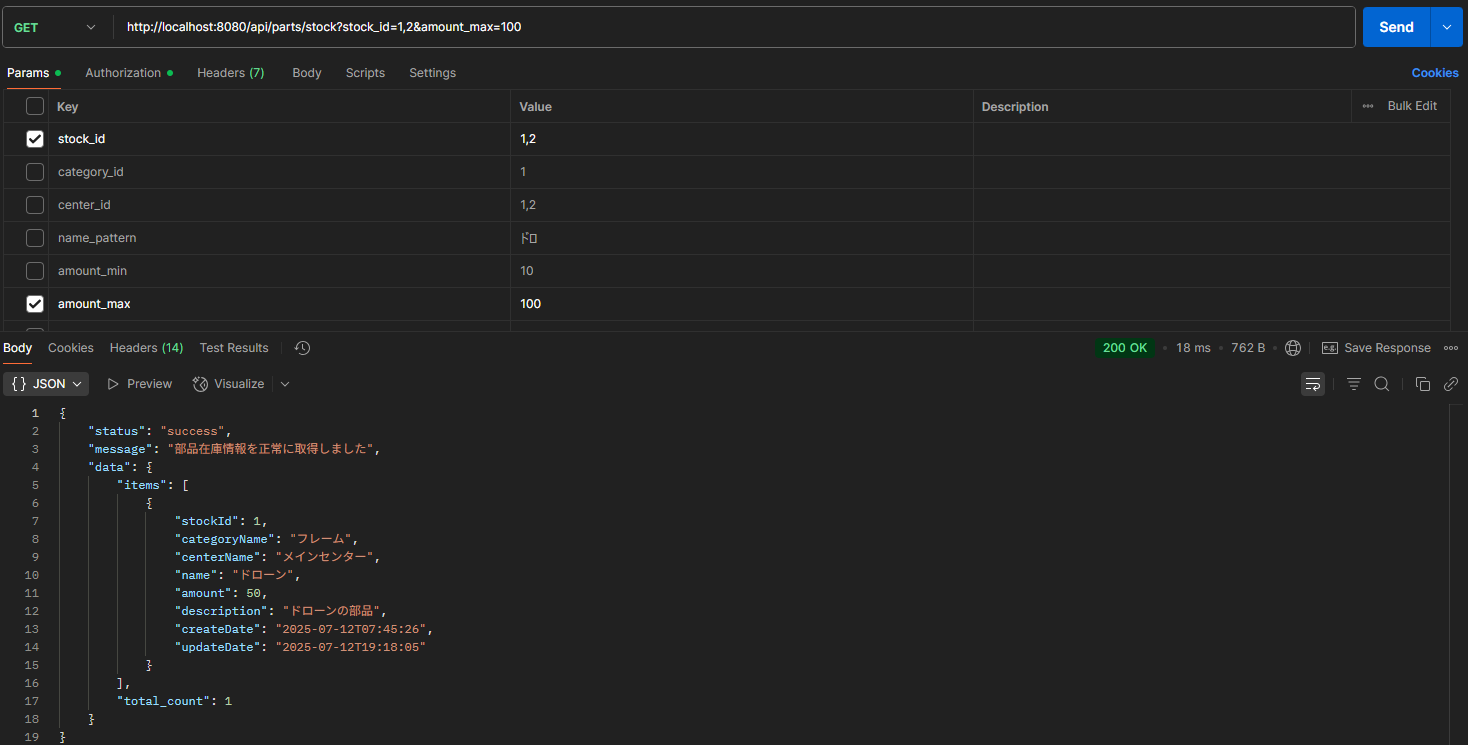 GET http://localhost:8080/api/parts/stock?stock_id=1,2&amount_max=100 Send
Params Authorization Headers (7) Body Scripts Settings Cookies
Key Value Description Bulk Edit
stock_id 1,2
category_id 1
center_id 1,2
name_pattern ドロ
amount_min 10
amount_max 100
Body Cookies Headers (14) Test Results 200 OK 18 ms 762 B e.g. Save Response
{} JSON Preview Visualize
1 {
2 "status": "success",
3 "message": "部品在庫情報を正常に取得しました",
4 "data": {
5 "items": [
6 {
7 "stockId": 1,
8 "categoryName": "フレーム",
9 "centerName": "メインセンター",
10 "name": "ドローン",
11 "amount": 50,
12 "description": "ドローンの部品",
13 "createDate": "2025-07-12T07:45:26",
14 "updateDate": "2025-07-12T19:18:05"
15 }
16 ],
17 "total_count": 1
18 }
19 }